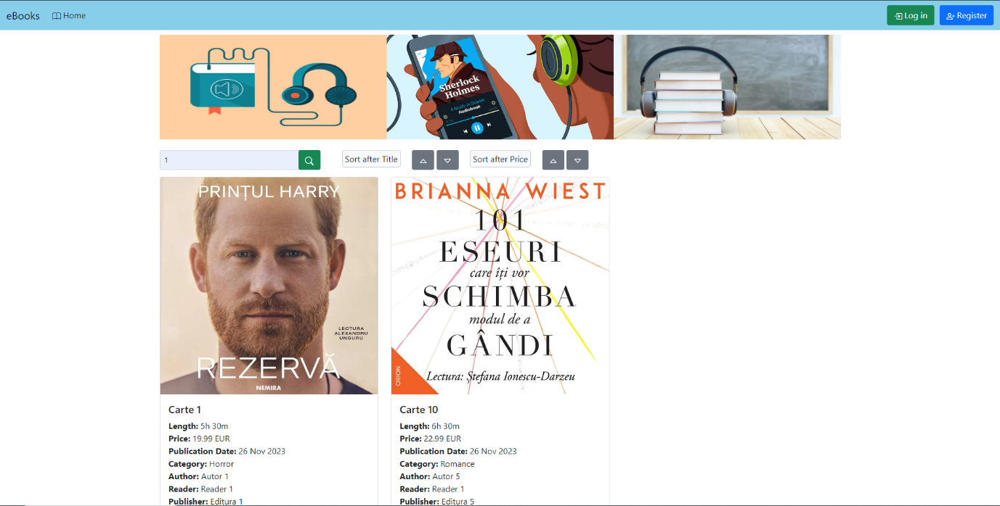 eBooks Home Log in Register
Sherlock
Holmes
A Study in Scarlet
Audiobook
1 Sort after Title Sort after Price
PRINȚUL HARRY
LECTURA
ALEXANDRU
UNGURU
REZERVĂ
NEMIRA
BRIANNA WIEST
101
ESEURI
care îți vor
SCHIMBA
modul de a
GÂNDI
Lectura: Ștefana Ionescu-Darzeu
ORION
Carte 1
Length: 5h 30m
Price: 19.99 EUR
Publication Date: 26 Nov 2023
Category: Horror
Author: Autor 1
Reader: Reader 1
Publisher: Editura 1
Carte 10
Length: 6h 30m
Price: 22.99 EUR
Publication Date: 26 Nov 2023
Category: Romance
Author: Autor 5
Reader: Reader 1
Publisher: Editura 5